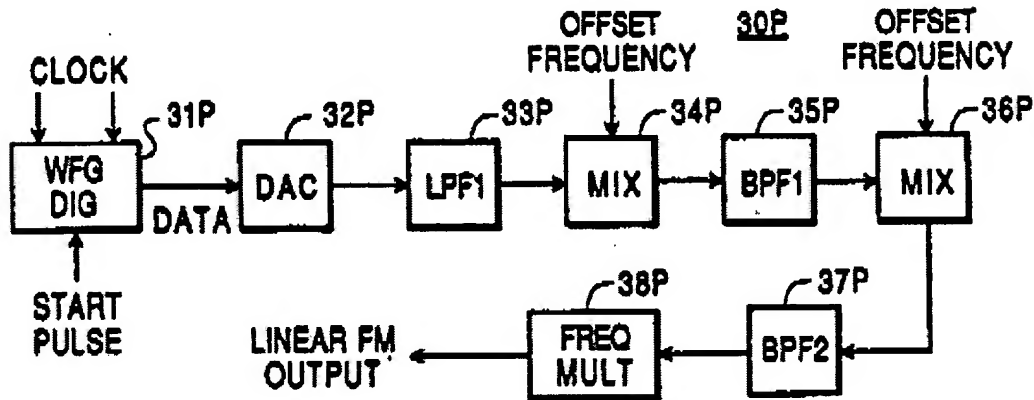 OFFSET
FREQUENCY
30P
OFFSET
FREQUENCY
CLOCK
31P
32P
33P
34P
35P
36P
WFG
DIG
DATA
DAC
LPF1
MIX
BPF1
MIX
START
PULSE
38P
37P
LINEAR FM
OUTPUT
FREQ
MULT
BPF2